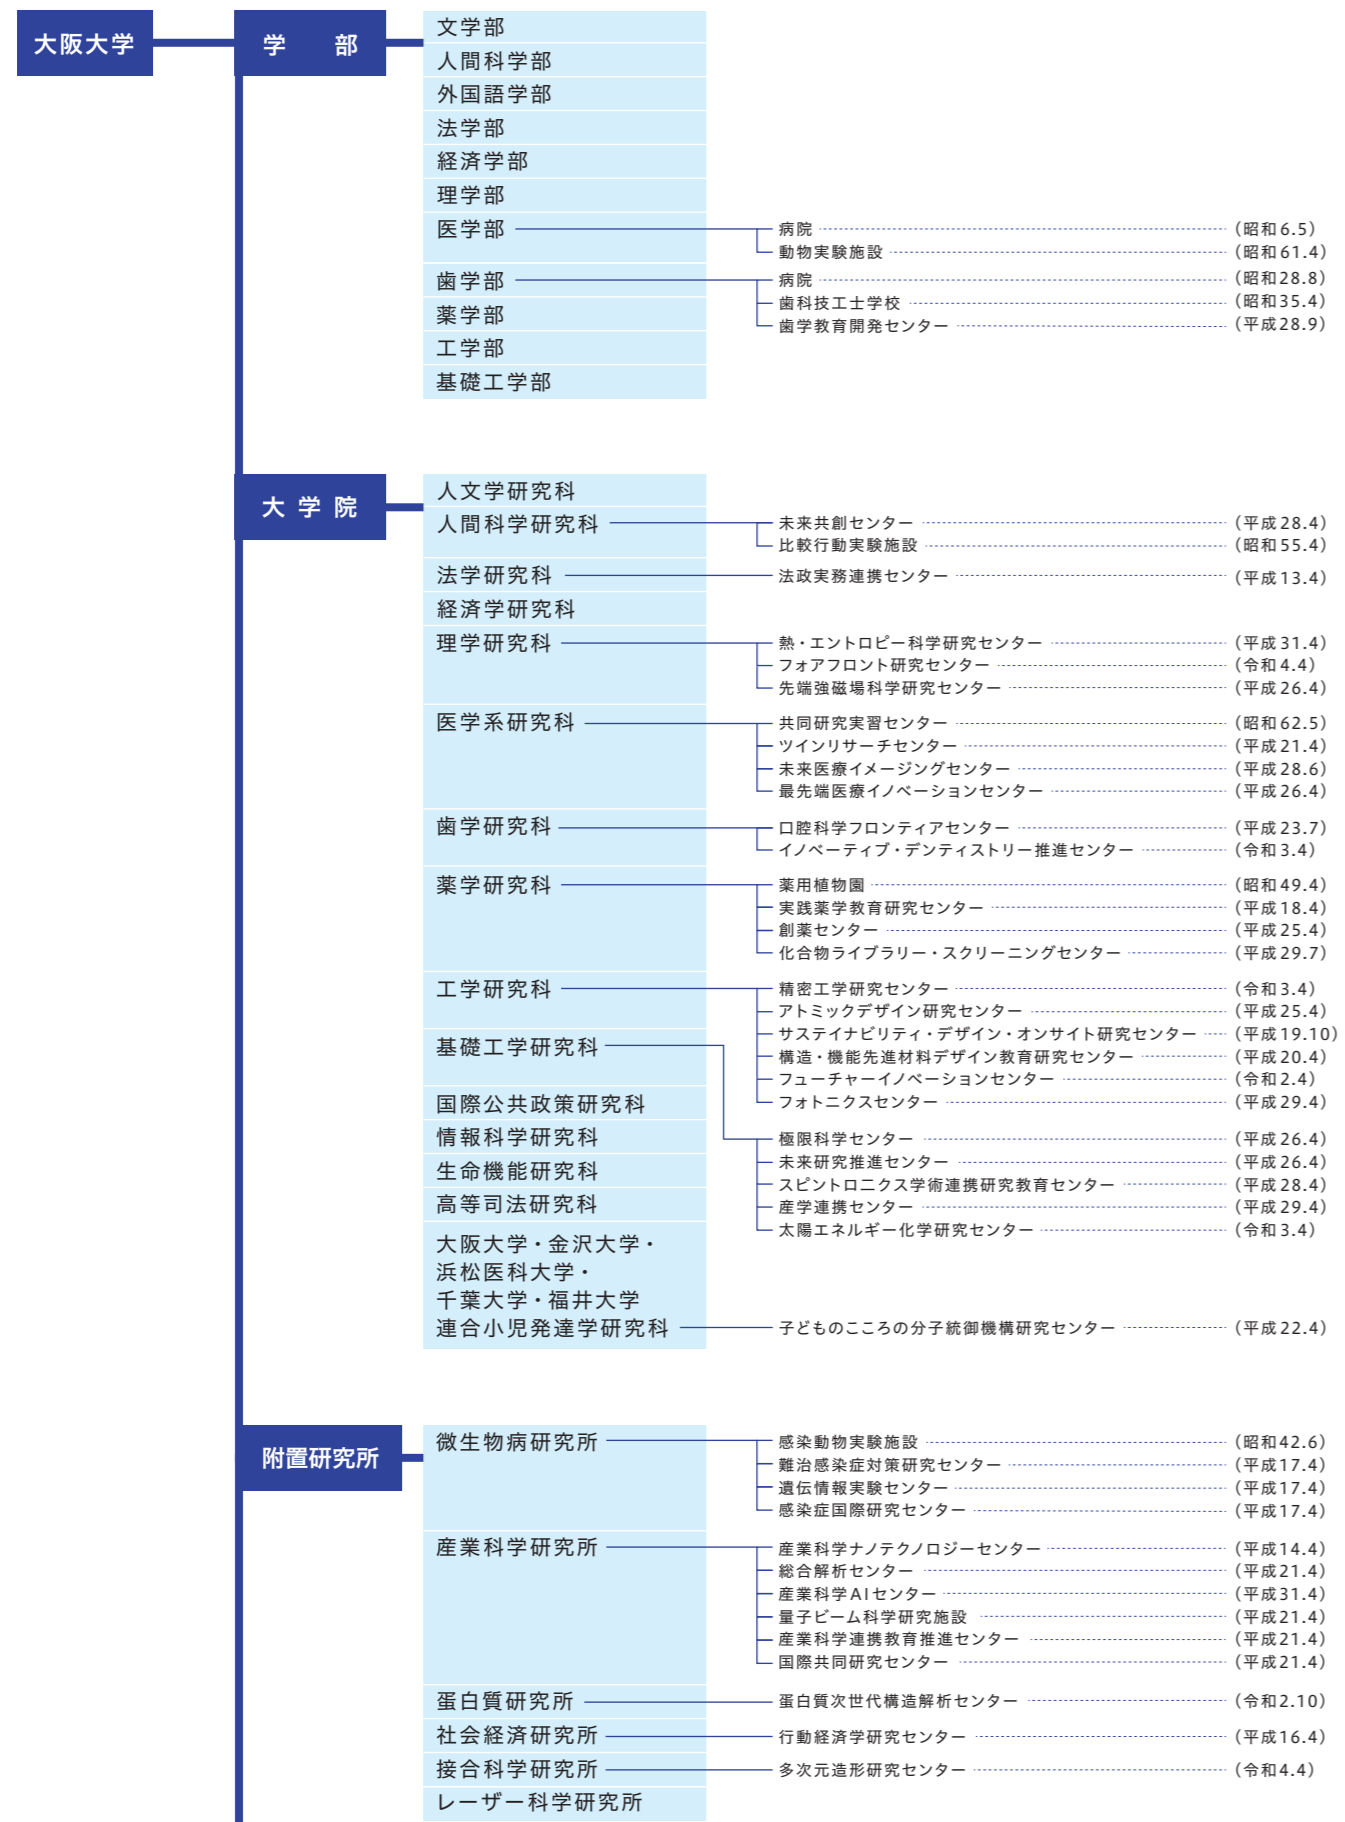 大阪大学
学　部
文学部
人間科学部
外国語学部
法学部
経済学部
理学部
医学部
病院 （昭和6.5）
動物実験施設 （昭和61.4）
歯学部
病院 （昭和28.8）
歯科技工士学校 （昭和35.4）
歯学教育開発センター （平成28.9）
薬学部
工学部
基礎工学部
大学院
人文学研究科
人間科学研究科
未来共創センター （平成28.4）
比較行動実験施設 （昭和55.4）
法学研究科
法政実務連携センター （平成13.4）
経済学研究科
理学研究科
熱・エントロピー科学研究センター （平成31.4）
フォアフロント研究センター （令和4.4）
先端強磁場科学研究センター （平成26.4）
医学系研究科
共同研究実習センター （昭和62.5）
ツインリサーチセンター （平成21.4）
未来医療イメージングセンター （平成28.6）
最先端医療イノベーションセンター （平成26.4）
歯学研究科
口腔科学フロンティアセンター （平成23.7）
イノベーティブ・デンティストリー推進センター （令和3.4）
薬学研究科
薬用植物園 （昭和49.4）
実践薬学教育研究センター （平成18.4）
創薬センター （平成25.4）
化合物ライブラリー・スクリーニングセンター （平成29.7）
工学研究科
精密工学研究センター （令和3.4）
アトミックデザイン研究センター （平成25.4）
サステイナビリティ・デザイン・オンサイト研究センター （平成19.10）
構造・機能先進材料デザイン教育研究センター （平成20.4）
フューチャーイノベーションセンター （令和2.4）
フォトニクスセンター （平成29.4）
基礎工学研究科
極限科学センター （平成26.4）
未来研究推進センター （平成26.4）
スピントロニクス学術連携研究教育センター （平成28.4）
産学連携センター （平成29.4）
太陽エネルギー化学研究センター （令和3.4）
国際公共政策研究科
情報科学研究科
生命機能研究科
高等司法研究科
大阪大学・金沢大学・
浜松医科大学・
千葉大学・福井大学
連合小児発達学研究科
子どものこころの分子統御機構研究センター （平成22.4）
附置研究所
微生物病研究所
感染動物実験施設 （昭和42.6）
難治感染症対策研究センター （平成17.4）
遺伝情報実験センター （平成17.4）
感染症国際研究センター （平成17.4）
産業科学研究所
産業科学ナノテクノロジーセンター （平成14.4）
総合解析センター （平成21.4）
産業科学AIセンター （平成31.4）
量子ビーム科学研究施設 （平成21.4）
産業科学連携教育推進センター （平成21.4）
国際共同研究センター （平成21.4）
蛋白質研究所
蛋白質次世代構造解析センター （令和2.10）
社会経済研究所
行動経済学研究センター （平成16.4）
接合科学研究所
多次元造形研究センター （令和4.4）
レーザー科学研究所